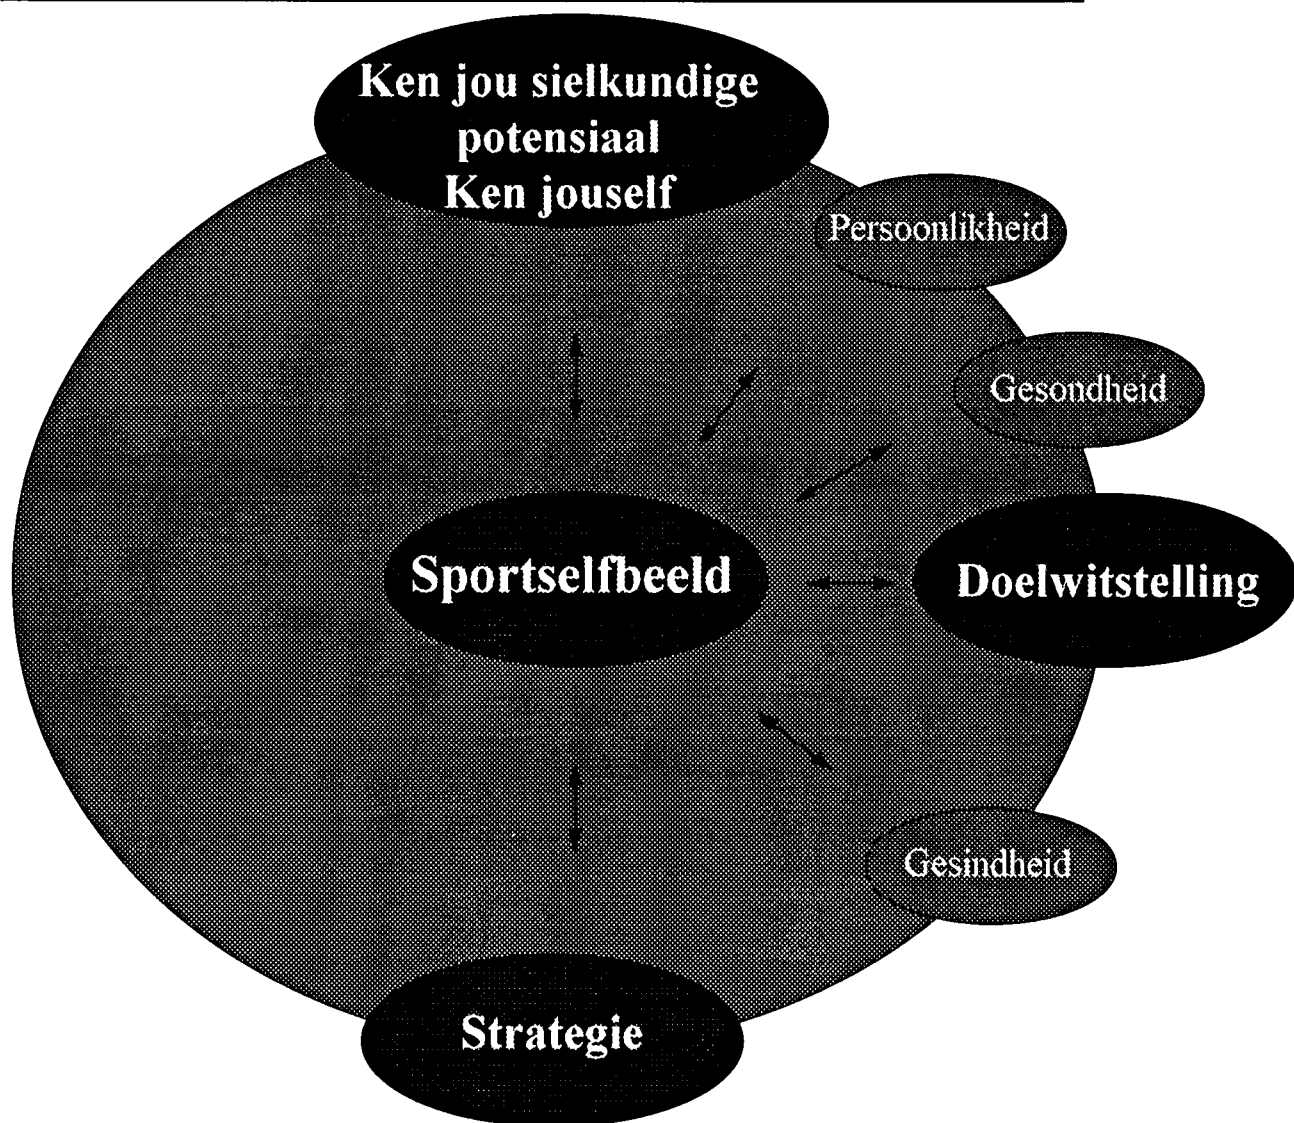 Ken jou sielkundige
potensiaal
Ken jouself
Persoonlikheid
Gesondheid
Sportselfbeeld
Doelwitstelling
Gesindheid
Strategie